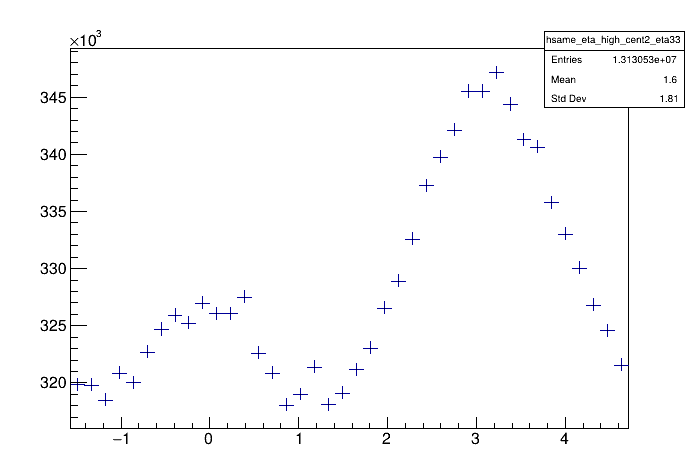 ×10³
hsame_eta_high_cent2_eta33
Entries 1.313053e+07
Mean 1.6
Std Dev 1.81
345
340
335
330
325
320
−1 0 1 2 3 4